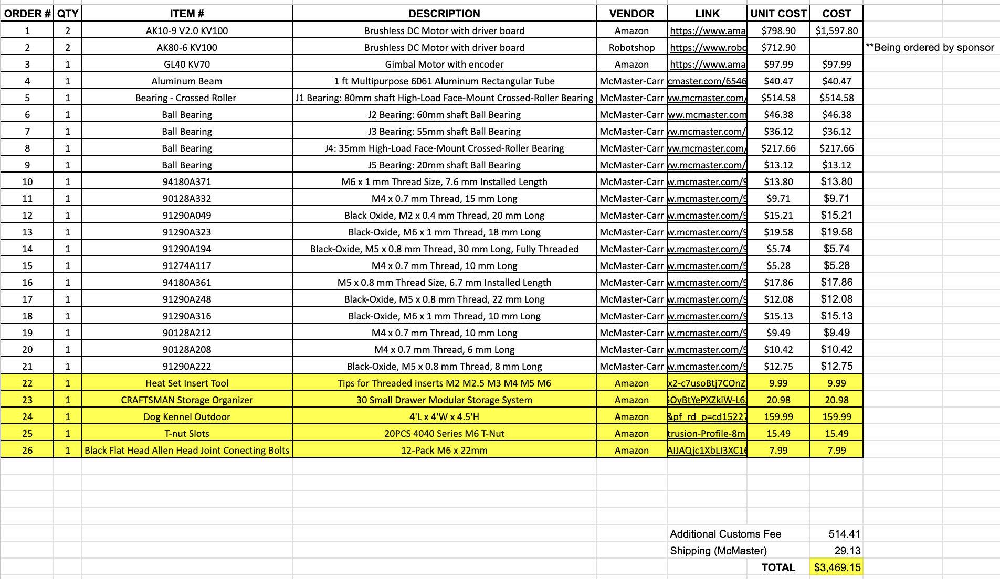 ORDER # QTY ITEM # DESCRIPTION VENDOR LINK UNIT COST COST
1 2 AK10-9 V2.0 KV100 Brushless DC Motor with driver board Amazon https://www.ama $798.90 $1,597.80
2 2 AK80-6 KV100 Brushless DC Motor with driver board Robotshop https://www.robo $712.90 **Being ordered by sponsor
3 1 GL40 KV70 Gimbal Motor with encoder Amazon https://www.ama $97.99 $97.99
4 1 Aluminum Beam 1 ft Multipurpose 6061 Aluminum Rectangular Tube McMaster-Carr cmaster.com/6546 $40.47 $40.47
5 1 Bearing - Crossed Roller J1 Bearing: 80mm shaft High-Load Face-Mount Crossed-Roller Bearing McMaster-Carr ww.mcmaster.com/ $514.58 $514.58
6 1 Ball Bearing J2 Bearing: 60mm shaft Ball Bearing McMaster-Carr ww.mcmaster.com $46.38 $46.38
7 1 Ball Bearing J3 Bearing: 55mm shaft Ball Bearing McMaster-Carr w.mcmaster.com/ $36.12 $36.12
8 1 Ball Bearing J4: 35mm High-Load Face-Mount Crossed-Roller Bearing McMaster-Carr ww.mcmaster.com/ $217.66 $217.66
9 1 Ball Bearing J5 Bearing: 20mm shaft Ball Bearing McMaster-Carr w.mcmaster.com/ $13.12 $13.12
10 1 94180A371 M6 x 1 mm Thread Size, 7.6 mm Installed Length McMaster-Carr w.mcmaster.com/9 $13.80 $13.80
11 1 90128A332 M4 x 0.7 mm Thread, 15 mm Long McMaster-Carr w.mcmaster.com/9 $9.71 $9.71
12 1 91290A049 Black Oxide, M2 x 0.4 mm Thread, 20 mm Long McMaster-Carr w.mcmaster.com/9 $15.21 $15.21
13 1 91290A323 Black-Oxide, M6 x 1 mm Thread, 18 mm Long McMaster-Carr w.mcmaster.com/9 $19.58 $19.58
14 1 91290A194 Black-Oxide, M5 x 0.8 mm Thread, 30 mm Long, Fully Threaded McMaster-Carr w.mcmaster.com/9 $5.74 $5.74
15 1 91274A117 M4 x 0.7 mm Thread, 10 mm Long McMaster-Carr w.mcmaster.com/9 $5.28 $5.28
16 1 94180A361 M5 x 0.8 mm Thread Size, 6.7 mm Installed Length McMaster-Carr w.mcmaster.com/9 $17.86 $17.86
17 1 91290A248 Black-Oxide, M5 x 0.8 mm Thread, 22 mm Long McMaster-Carr w.mcmaster.com/9 $12.08 $12.08
18 1 91290A316 Black-Oxide, M6 x 1 mm Thread, 10 mm Long McMaster-Carr w.mcmaster.com/9 $15.13 $15.13
19 1 90128A212 M4 x 0.7 mm Thread, 10 mm Long McMaster-Carr w.mcmaster.com/9 $9.49 $9.49
20 1 90128A208 M4 x 0.7 mm Thread, 6 mm Long McMaster-Carr w.mcmaster.com/9 $10.42 $10.42
21 1 91290A222 Black-Oxide, M5 x 0.8 mm Thread, 8 mm Long McMaster-Carr w.mcmaster.com/9 $12.75 $12.75
22 1 Heat Set Insert Tool Tips for Threaded inserts M2 M2.5 M3 M4 M5 M6 Amazon x2-c7usoBtj7COnZ 9.99 9.99
23 1 CRAFTSMAN Storage Organizer 30 Small Drawer Modular Storage System Amazon OyBtYePXZkiW-L6 20.98 20.98
24 1 Dog Kennel Outdoor 4'L x 4'W x 4.5'H Amazon &pf_rd_p=cd15227 159.99 159.99
25 1 T-nut Slots 20PCS 4040 Series M6 T-Nut Amazon trusion-Profile-8m 15.49 15.49
26 1 Black Flat Head Allen Head Joint Conecting Bolts 12-Pack M6 x 22mm Amazon AIJAQjc1XbLI3XC16 7.99 7.99
Additional Customs Fee 514.41
Shipping (McMaster) 29.13
TOTAL $3,469.15